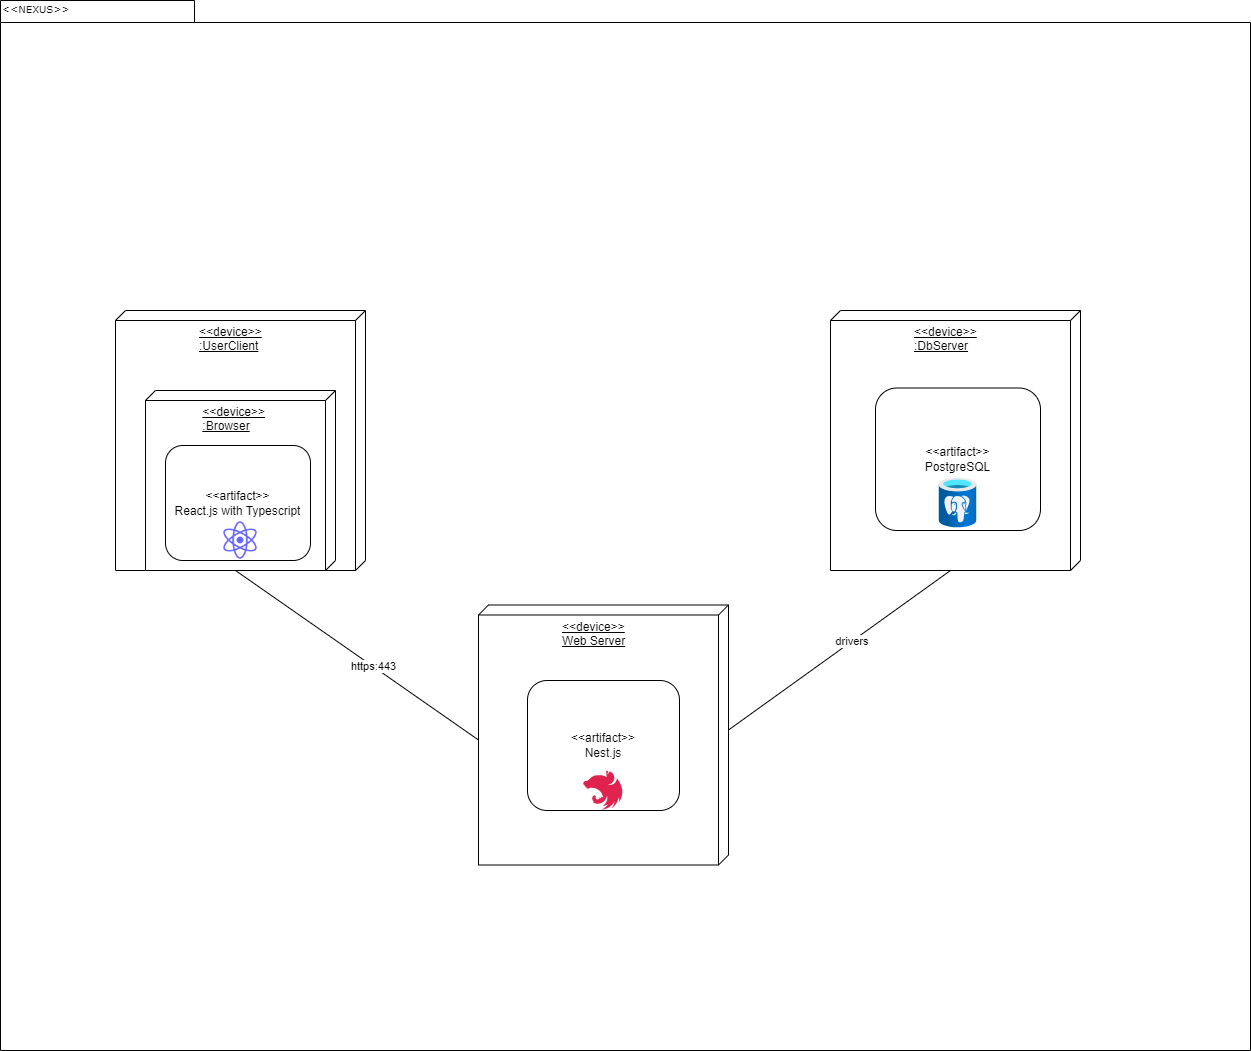 <<NEXUS>>
<<device>>
:UserClient
<<device>>
:Browser
<<artifact>>
React.js with Typescript
<<device>>
:DbServer
<<artifact>>
PostgreSQL
https:443
drivers
<<device>>
Web Server
<<artifact>>
Nest.js